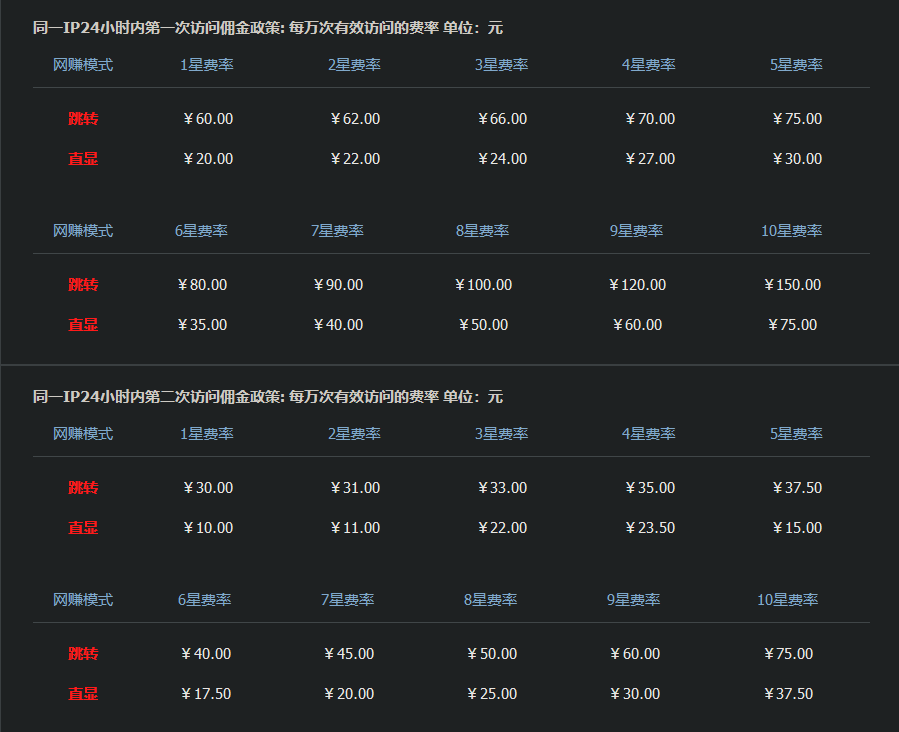 同一IP24小时内第一次访问佣金政策: 每万次有效访问的费率 单位：元
网赚模式 1星费率 2星费率 3星费率 4星费率 5星费率
跳转 ￥60.00 ￥62.00 ￥66.00 ￥70.00 ￥75.00
直显 ￥20.00 ￥22.00 ￥24.00 ￥27.00 ￥30.00
网赚模式 6星费率 7星费率 8星费率 9星费率 10星费率
跳转 ￥80.00 ￥90.00 ￥100.00 ￥120.00 ￥150.00
直显 ￥35.00 ￥40.00 ￥50.00 ￥60.00 ￥75.00
同一IP24小时内第二次访问佣金政策: 每万次有效访问的费率 单位：元
网赚模式 1星费率 2星费率 3星费率 4星费率 5星费率
跳转 ￥30.00 ￥31.00 ￥33.00 ￥35.00 ￥37.50
直显 ￥10.00 ￥11.00 ￥22.00 ￥23.50 ￥15.00
网赚模式 6星费率 7星费率 8星费率 9星费率 10星费率
跳转 ￥40.00 ￥45.00 ￥50.00 ￥60.00 ￥75.00
直显 ￥17.50 ￥20.00 ￥25.00 ￥30.00 ￥37.50